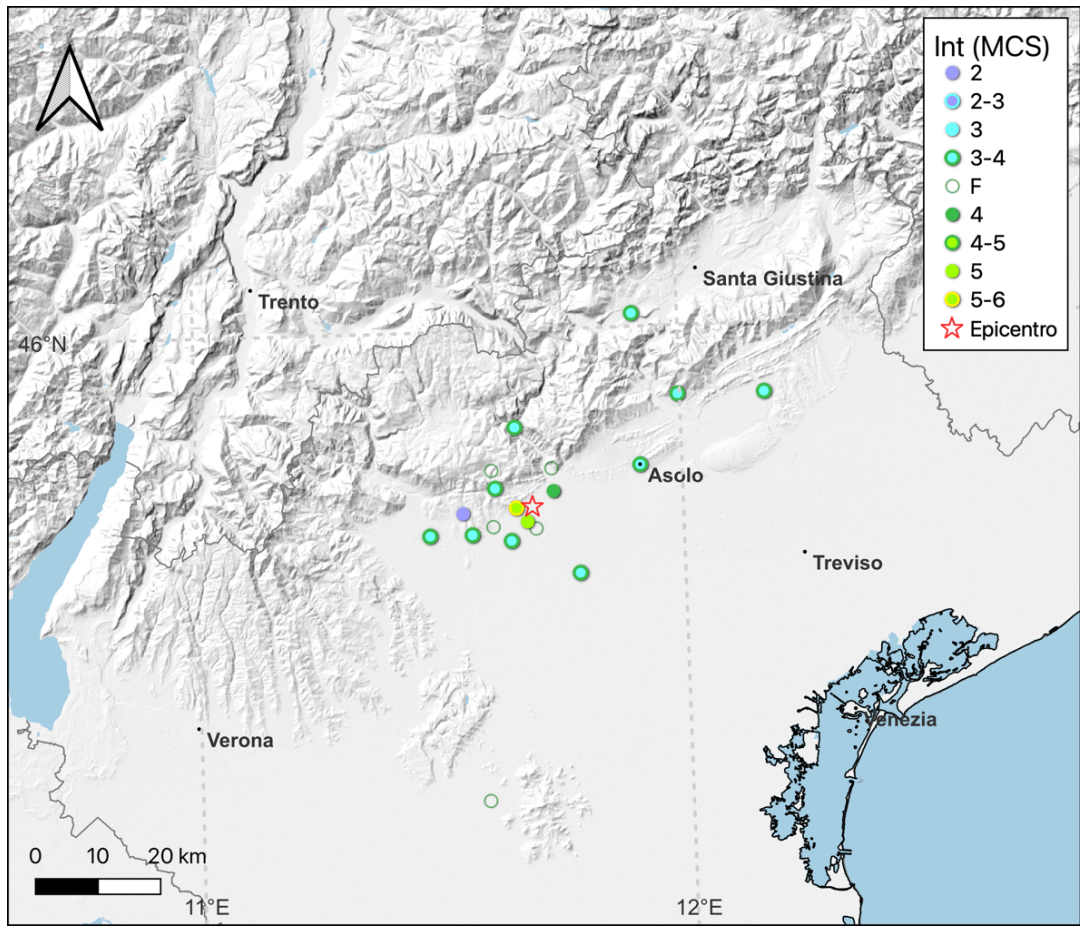 Int (MCS)
2
2-3
3
3-4
F
4
4-5
5
5-6
Epicentro
Santa Giustina
Trento
46°N
Asolo
Treviso
Venezia
Verona
0 10 20 km
11°E
12°E